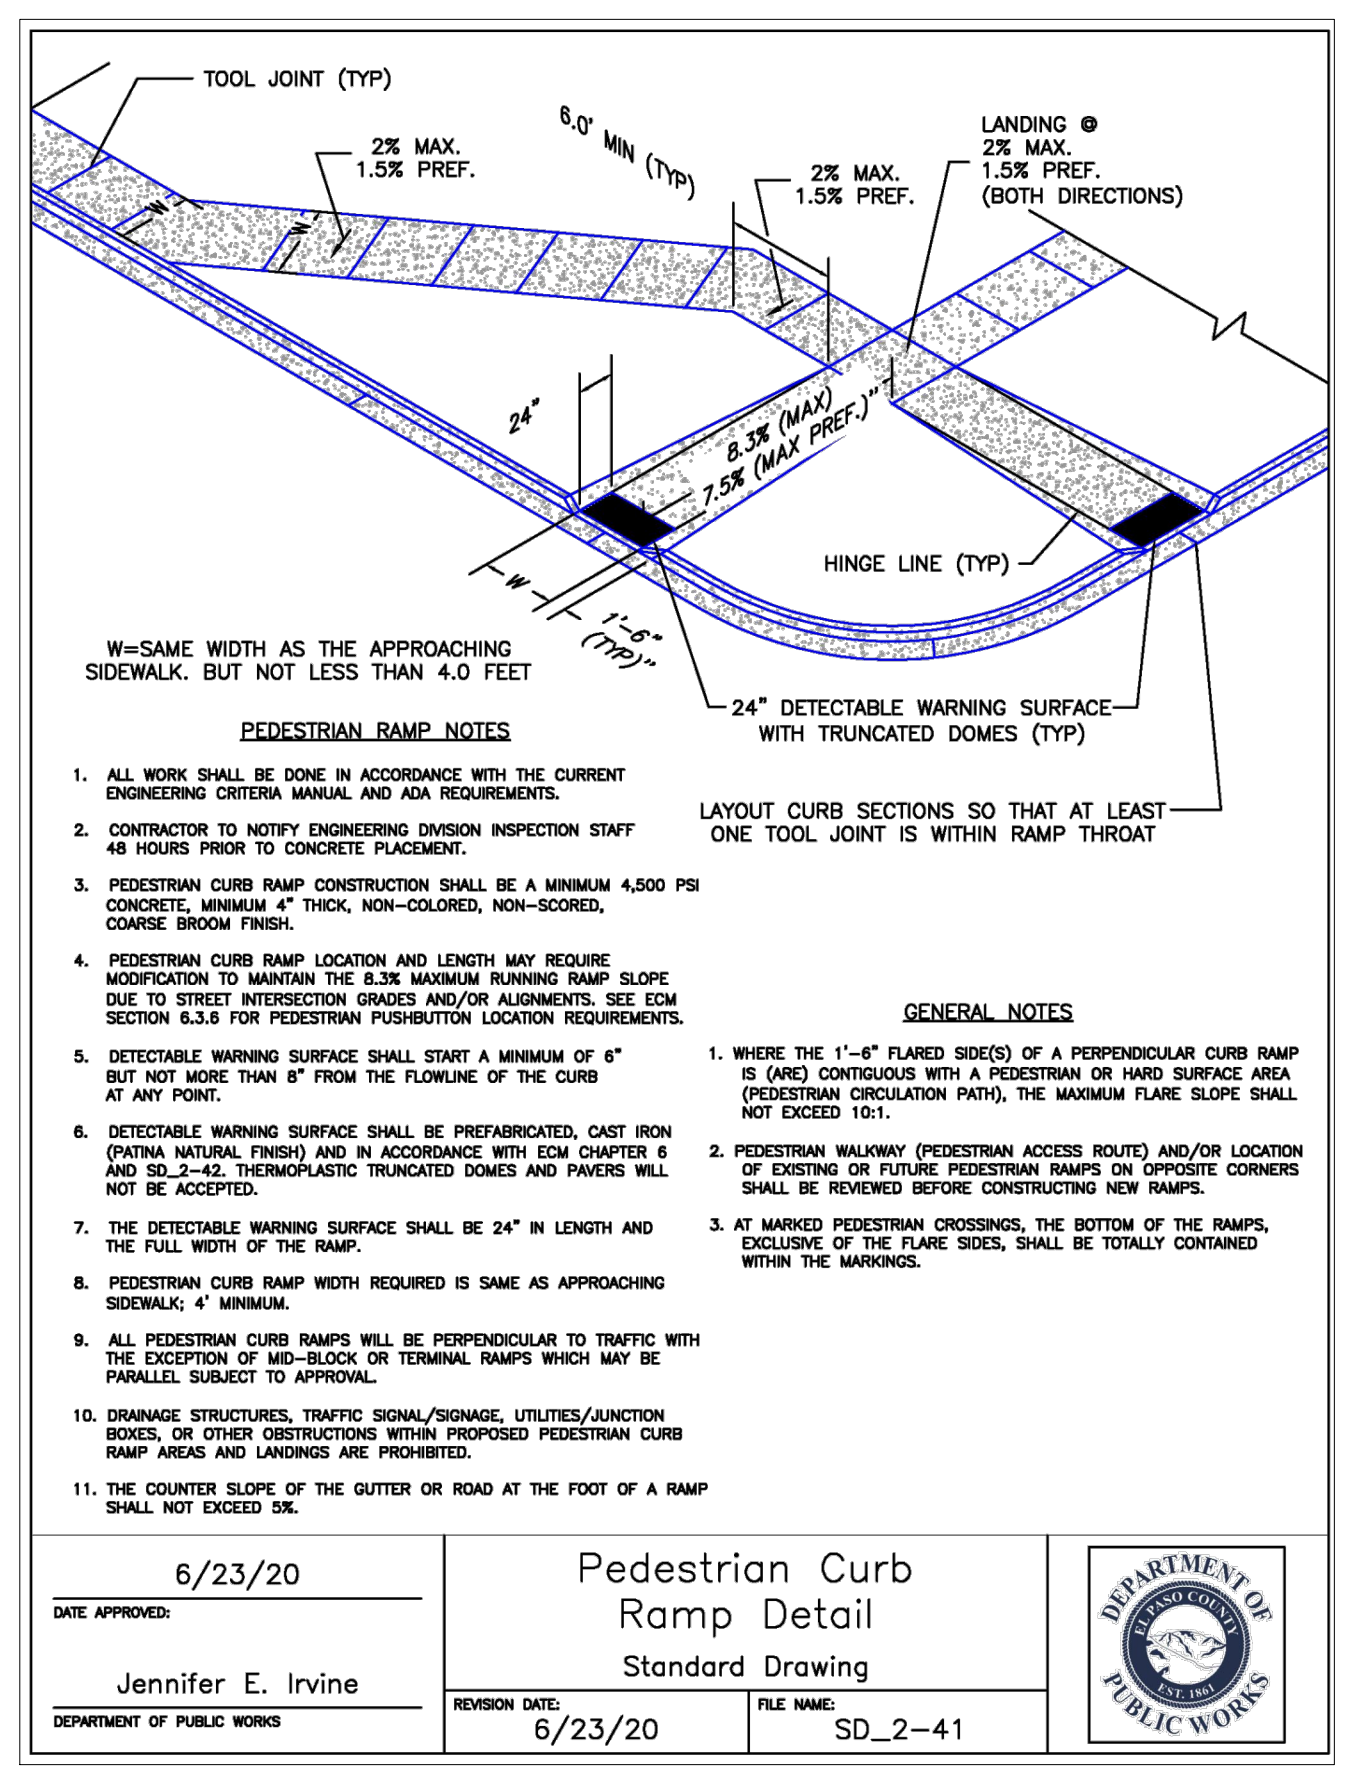 TOOL JOINT (TYP)
2% MAX.
1.5% PREF.
6.0' MIN (TYP)
2% MAX.
1.5% PREF.
LANDING @
2% MAX.
1.5% PREF.
(BOTH DIRECTIONS)
W
W
24"
8.3% (MAX)
7.5% (MAX PREF.)"
HINGE LINE (TYP)
W
1'-6"
(TYP)"
W=SAME WIDTH AS THE APPROACHING
SIDEWALK. BUT NOT LESS THAN 4.0 FEET
24" DETECTABLE WARNING SURFACE
WITH TRUNCATED DOMES (TYP)
LAYOUT CURB SECTIONS SO THAT AT LEAST
ONE TOOL JOINT IS WITHIN RAMP THROAT
PEDESTRIAN RAMP NOTES
1. ALL WORK SHALL BE DONE IN ACCORDANCE WITH THE CURRENT
ENGINEERING CRITERIA MANUAL AND ADA REQUIREMENTS.
2. CONTRACTOR TO NOTIFY ENGINEERING DIVISION INSPECTION STAFF
48 HOURS PRIOR TO CONCRETE PLACEMENT.
3. PEDESTRIAN CURB RAMP CONSTRUCTION SHALL BE A MINIMUM 4,500 PSI
CONCRETE, MINIMUM 4" THICK, NON-COLORED, NON-SCORED,
COARSE BROOM FINISH.
4. PEDESTRIAN CURB RAMP LOCATION AND LENGTH MAY REQUIRE
MODIFICATION TO MAINTAIN THE 8.3% MAXIMUM RUNNING RAMP SLOPE
DUE TO STREET INTERSECTION GRADES AND/OR ALIGNMENTS. SEE ECM
SECTION 6.3.6 FOR PEDESTRIAN PUSHBUTTON LOCATION REQUIREMENTS.
5. DETECTABLE WARNING SURFACE SHALL START A MINIMUM OF 6"
BUT NOT MORE THAN 8" FROM THE FLOWLINE OF THE CURB
AT ANY POINT.
6. DETECTABLE WARNING SURFACE SHALL BE PREFABRICATED, CAST IRON
(PATINA NATURAL FINISH) AND IN ACCORDANCE WITH ECM CHAPTER 6
AND SD_2-42. THERMOPLASTIC TRUNCATED DOMES AND PAVERS WILL
NOT BE ACCEPTED.
7. THE DETECTABLE WARNING SURFACE SHALL BE 24" IN LENGTH AND
THE FULL WIDTH OF THE RAMP.
8. PEDESTRIAN CURB RAMP WIDTH REQUIRED IS SAME AS APPROACHING
SIDEWALK; 4' MINIMUM.
9. ALL PEDESTRIAN CURB RAMPS WILL BE PERPENDICULAR TO TRAFFIC WITH
THE EXCEPTION OF MID-BLOCK OR TERMINAL RAMPS WHICH MAY BE
PARALLEL SUBJECT TO APPROVAL.
10. DRAINAGE STRUCTURES, TRAFFIC SIGNAL/SIGNAGE, UTILITIES/JUNCTION
BOXES, OR OTHER OBSTRUCTIONS WITHIN PROPOSED PEDESTRIAN CURB
RAMP AREAS AND LANDINGS ARE PROHIBITED.
11. THE COUNTER SLOPE OF THE GUTTER OR ROAD AT THE FOOT OF A RAMP
SHALL NOT EXCEED 5%.
GENERAL NOTES
1. WHERE THE 1'-6" FLARED SIDE(S) OF A PERPENDICULAR CURB RAMP
IS (ARE) CONTIGUOUS WITH A PEDESTRIAN OR HARD SURFACE AREA
(PEDESTRIAN CIRCULATION PATH), THE MAXIMUM FLARE SLOPE SHALL
NOT EXCEED 10:1.
2. PEDESTRIAN WALKWAY (PEDESTRIAN ACCESS ROUTE) AND/OR LOCATION
OF EXISTING OR FUTURE PEDESTRIAN RAMPS ON OPPOSITE CORNERS
SHALL BE REVIEWED BEFORE CONSTRUCTING NEW RAMPS.
3. AT MARKED PEDESTRIAN CROSSINGS, THE BOTTOM OF THE RAMPS,
EXCLUSIVE OF THE FLARE SIDES, SHALL BE TOTALLY CONTAINED
WITHIN THE MARKINGS.
6/23/20
DATE APPROVED:
Jennifer E. Irvine
DEPARTMENT OF PUBLIC WORKS
Pedestrian Curb
Ramp Detail
Standard Drawing
REVISION DATE:
6/23/20
FILE NAME:
SD_2-41
DEPARTMENT OF
EL PASO COUNTY
EST. 1861
PUBLIC WORKS